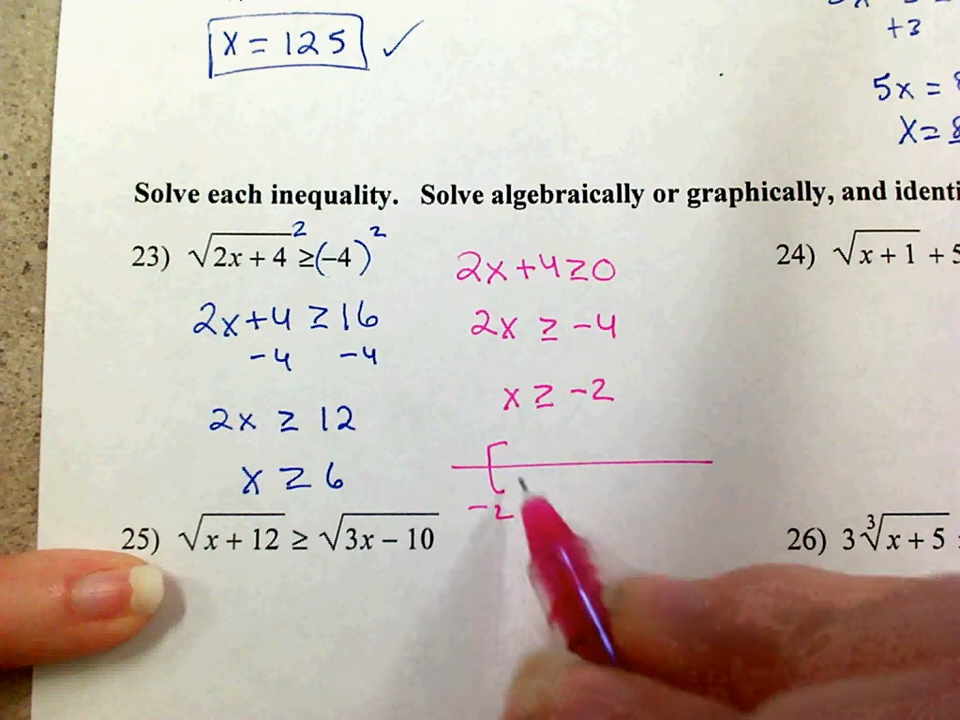 x = 125 ✓
+3
5x = 8
x = 8
Solve each inequality. Solve algebraically or graphically, and identi
23) √(2x + 4)² ≥ (−4)²
2x + 4 ≥ 0
24) √(x + 1) + 5
2x + 4 ≥ 16
2x ≥ −4
−4 −4
x ≥ −2
2x ≥ 12
x ≥ 6
[
−2
25) √(x + 12) ≥ √(3x − 10)
26) 3∛(x + 5)